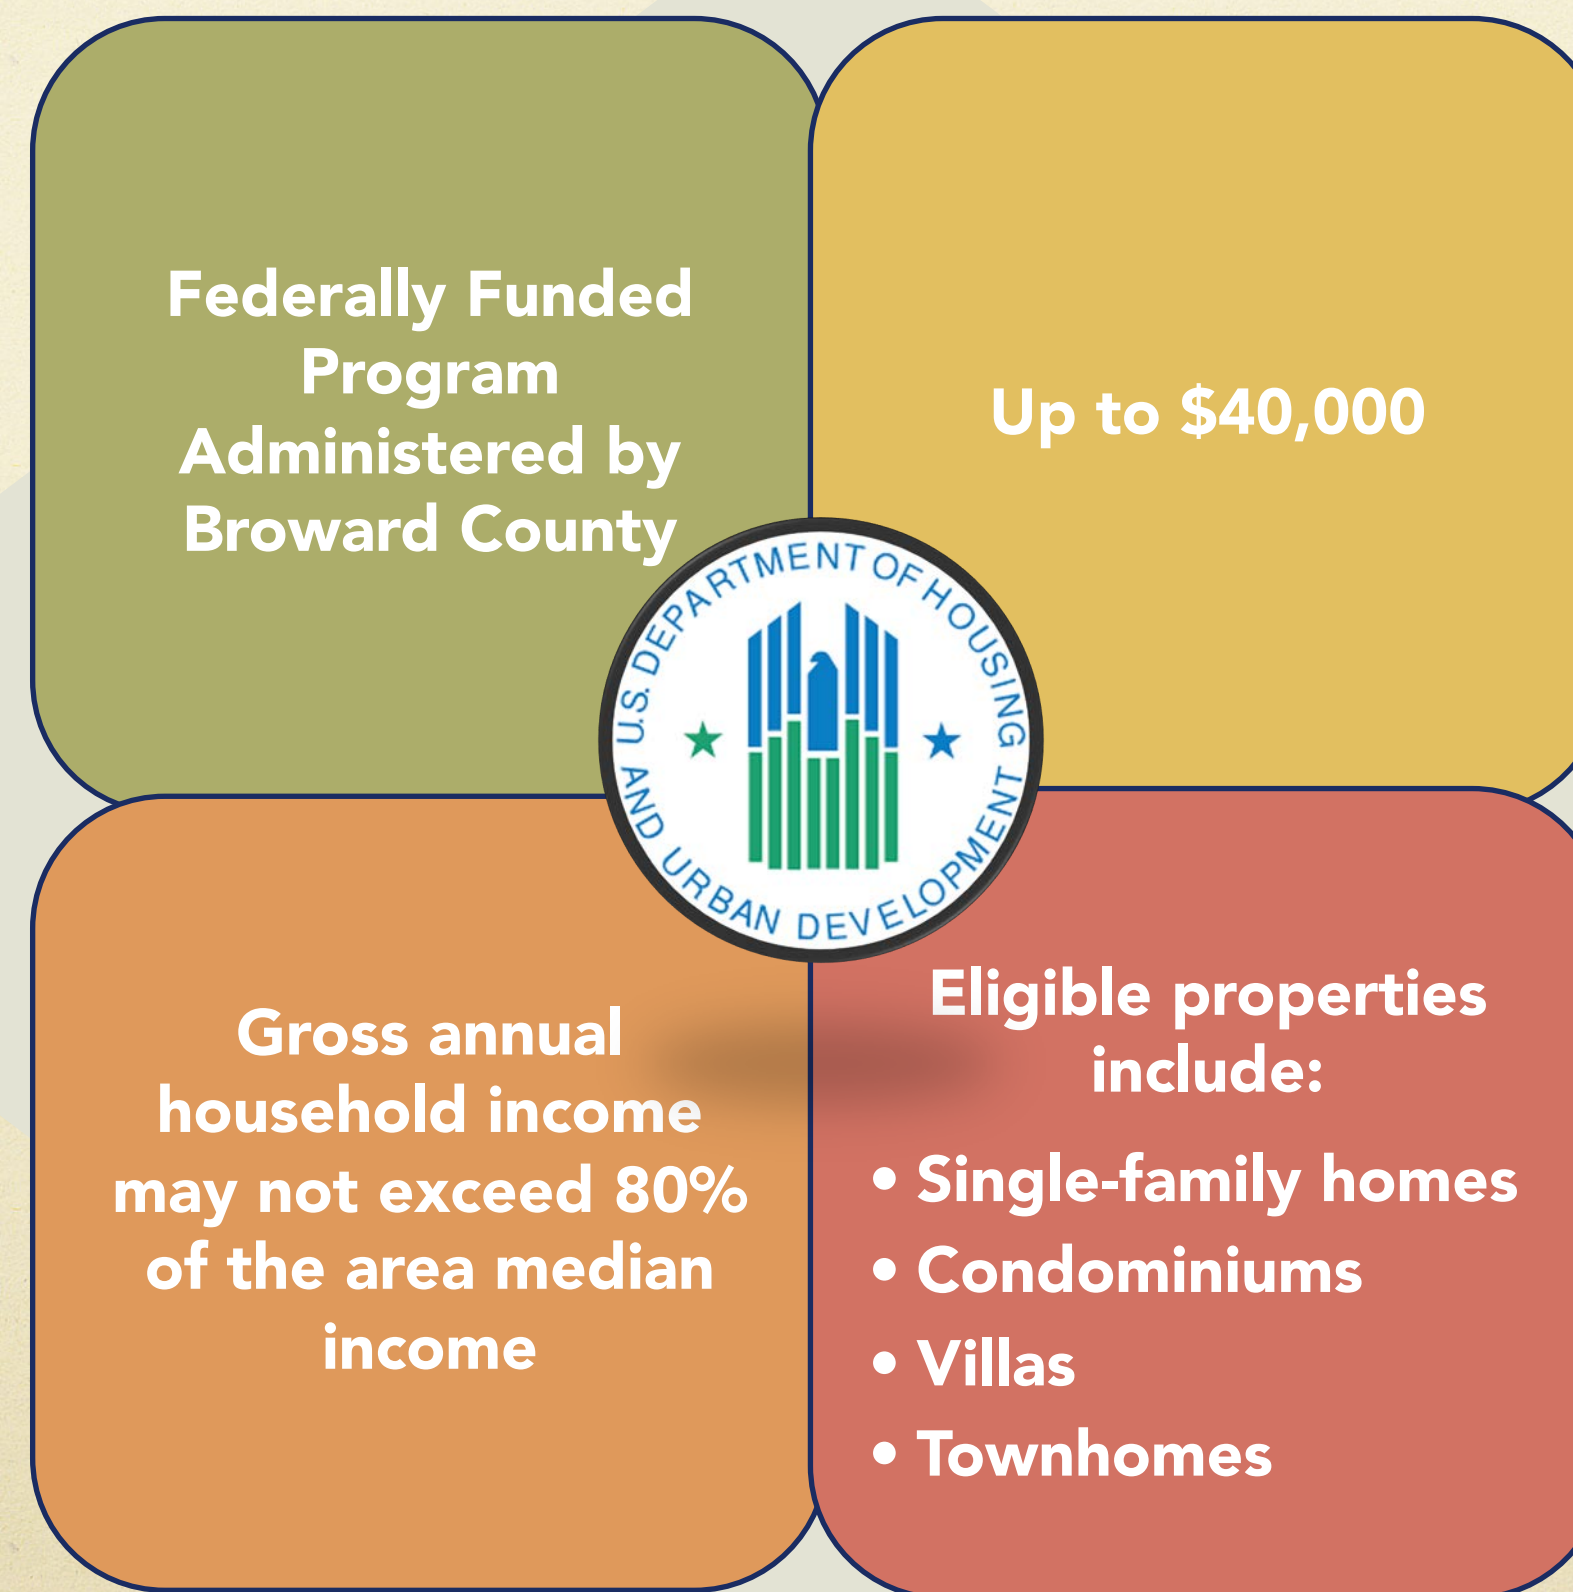 Federally Funded
Program
Administered by
Broward County
Up to $40,000
U.S. DEPARTMENT OF HOUSING
AND URBAN DEVELOPMENT
Gross annual
household income
may not exceed 80%
of the area median
income
Eligible properties
include:
• Single-family homes
• Condominiums
• Villas
• Townhomes